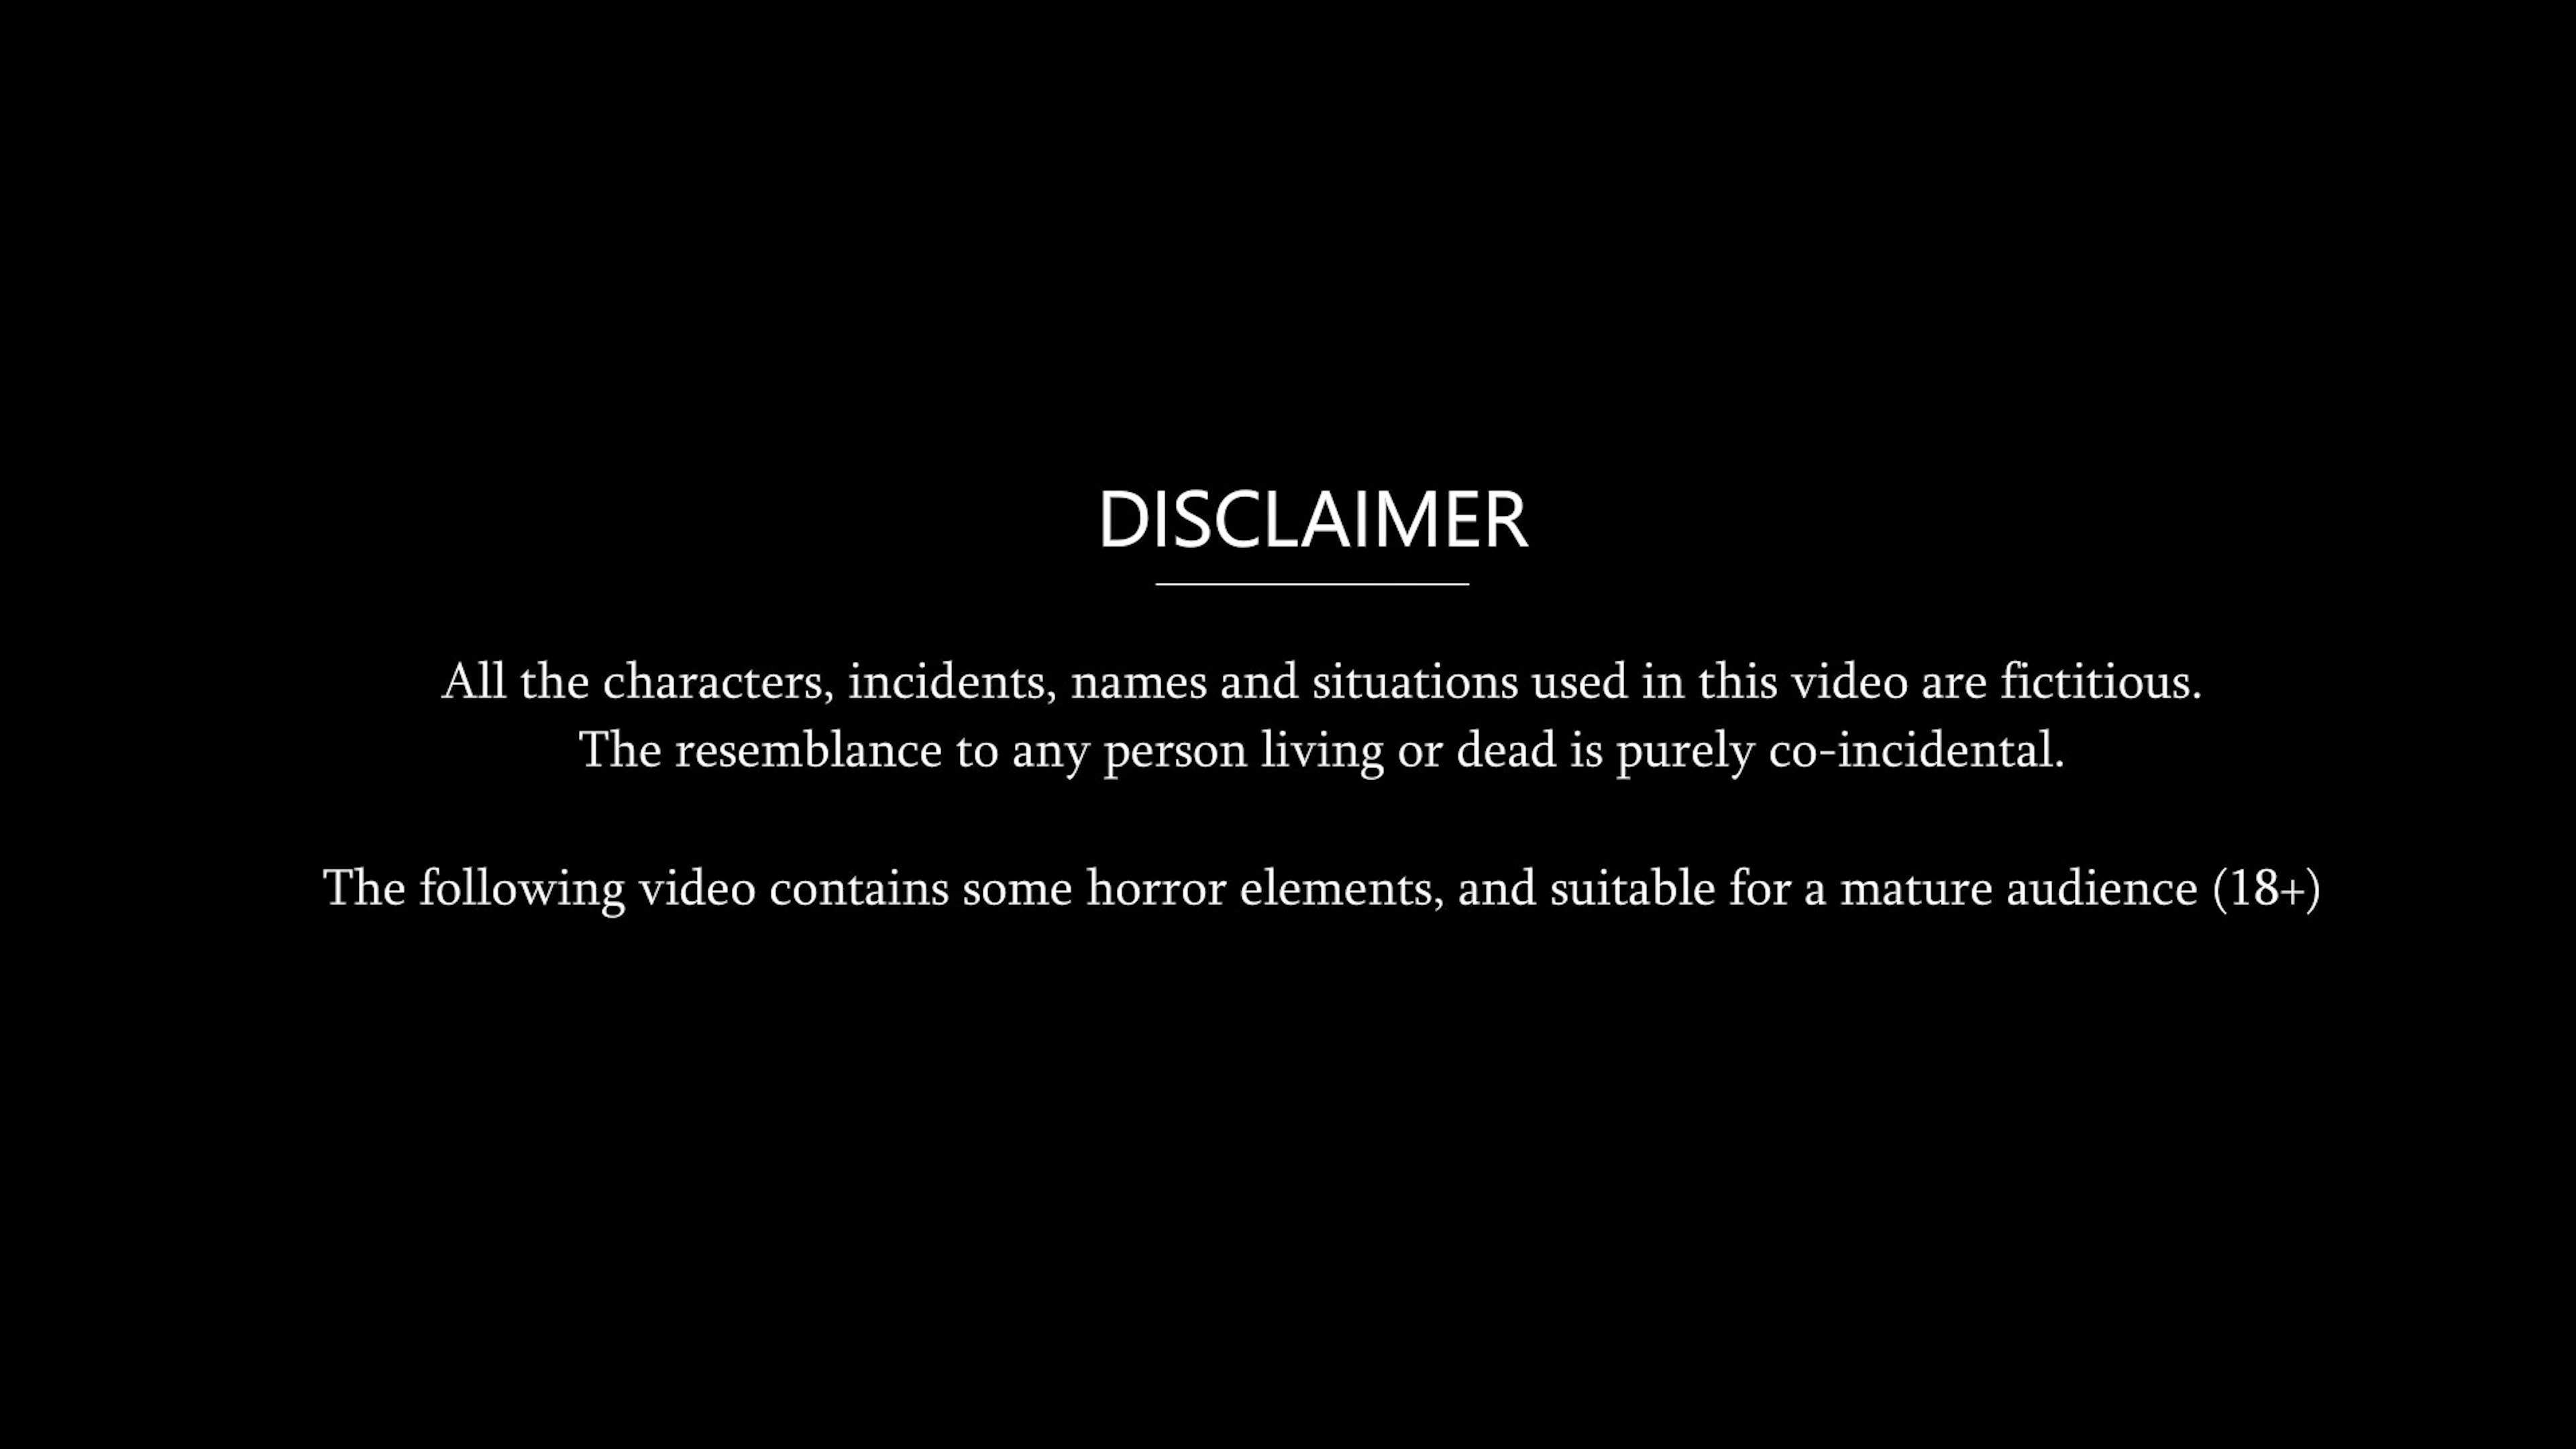 DISCLAIMER
All the characters, incidents, names and situations used in this video are fictitious.
The resemblance to any person living or dead is purely co-incidental.
The following video contains some horror elements, and suitable for a mature audience (18+)